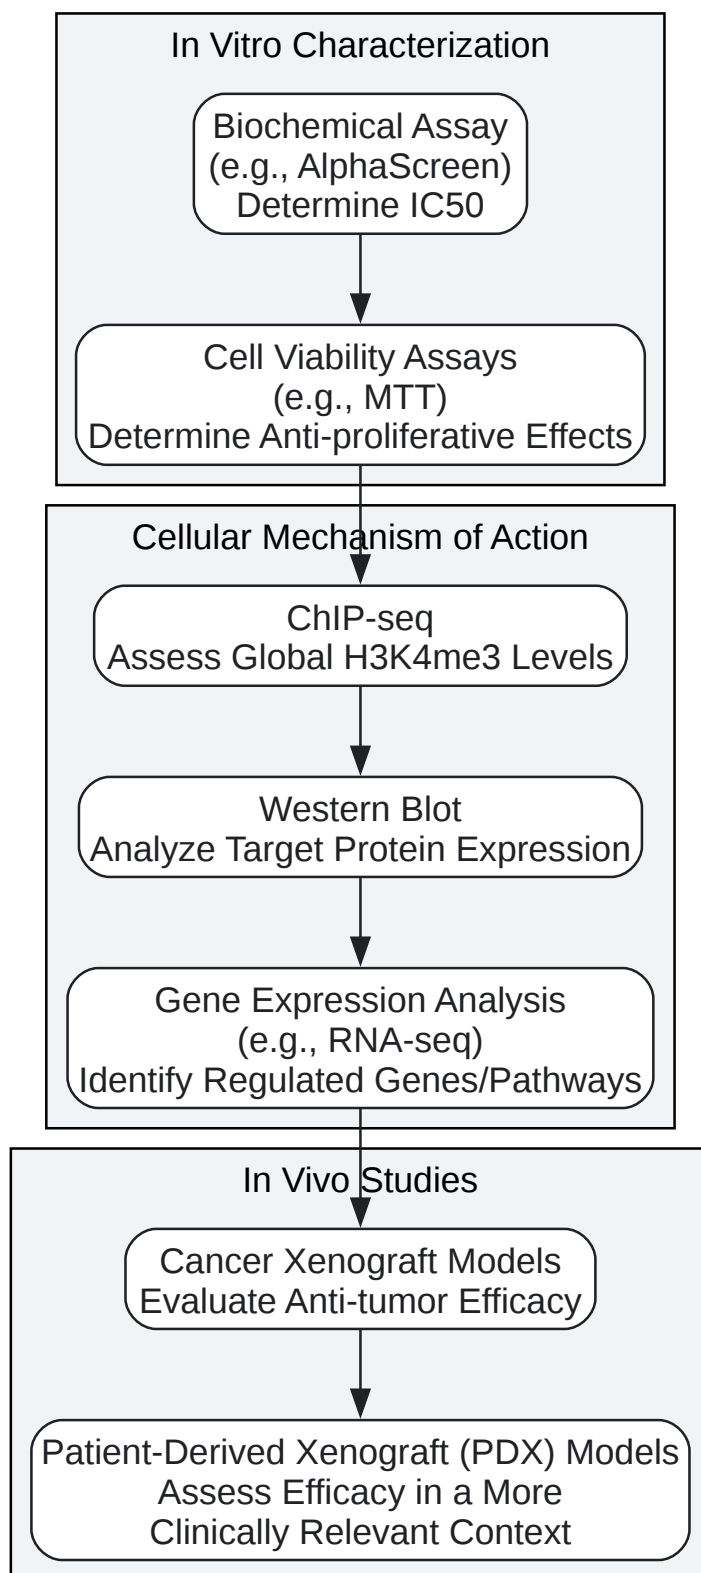 In Vitro Characterization
Biochemical Assay
(e.g., AlphaScreen)
Determine IC50
Cell Viability Assays
(e.g., MTT)
Determine Anti-proliferative Effects
Cellular Mechanism of Action
ChIP-seq
Assess Global H3K4me3 Levels
Western Blot
Analyze Target Protein Expression
Gene Expression Analysis
(e.g., RNA-seq)
Identify Regulated Genes/Pathways
In Vivo Studies
Cancer Xenograft Models
Evaluate Anti-tumor Efficacy
Patient-Derived Xenograft (PDX) Models
Assess Efficacy in a More
Clinically Relevant Context